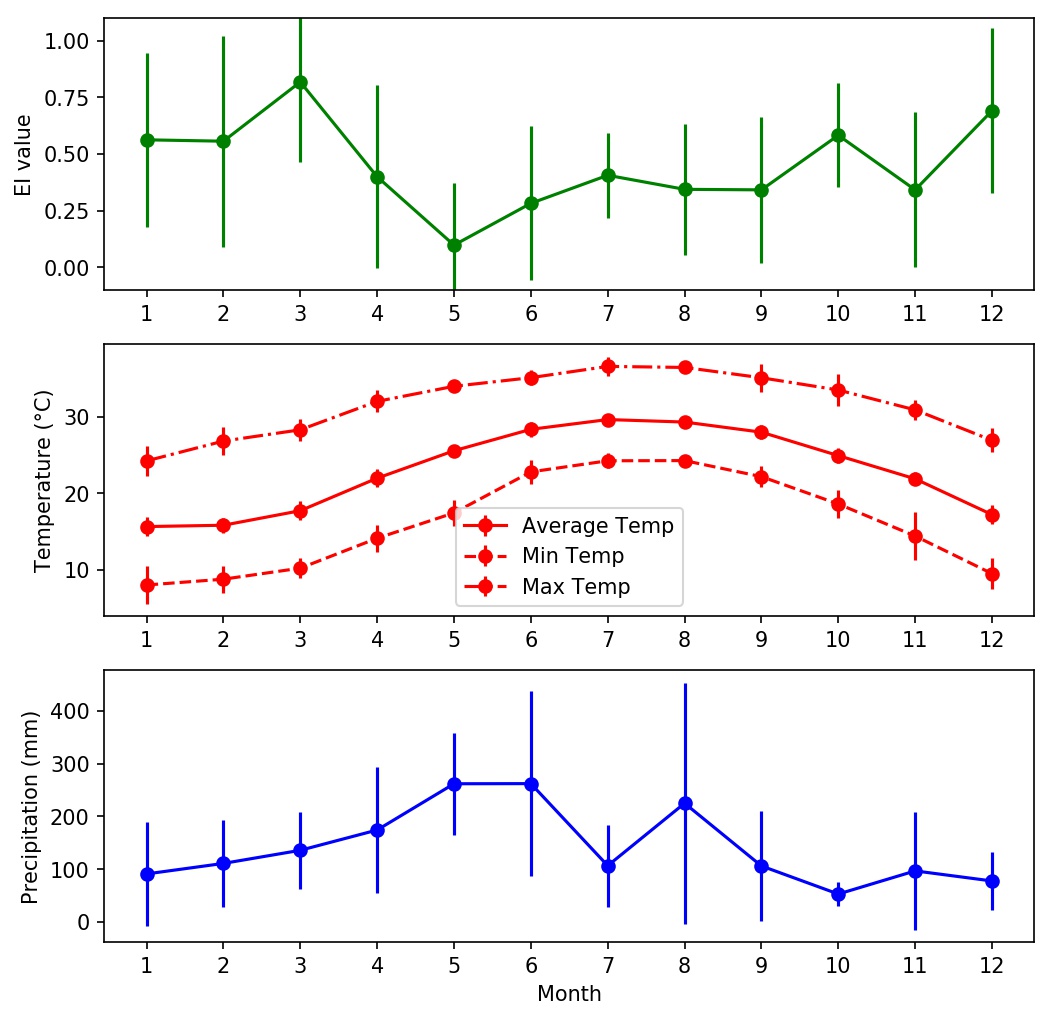 EI value
1.00
0.75
0.50
0.25
0.00
1 2 3 4 5 6 7 8 9 10 11 12
Temperature (°C)
30
20
10
Average Temp
Min Temp
Max Temp
1 2 3 4 5 6 7 8 9 10 11 12
Precipitation (mm)
400
300
200
100
0
1 2 3 4 5 6 7 8 9 10 11 12
Month